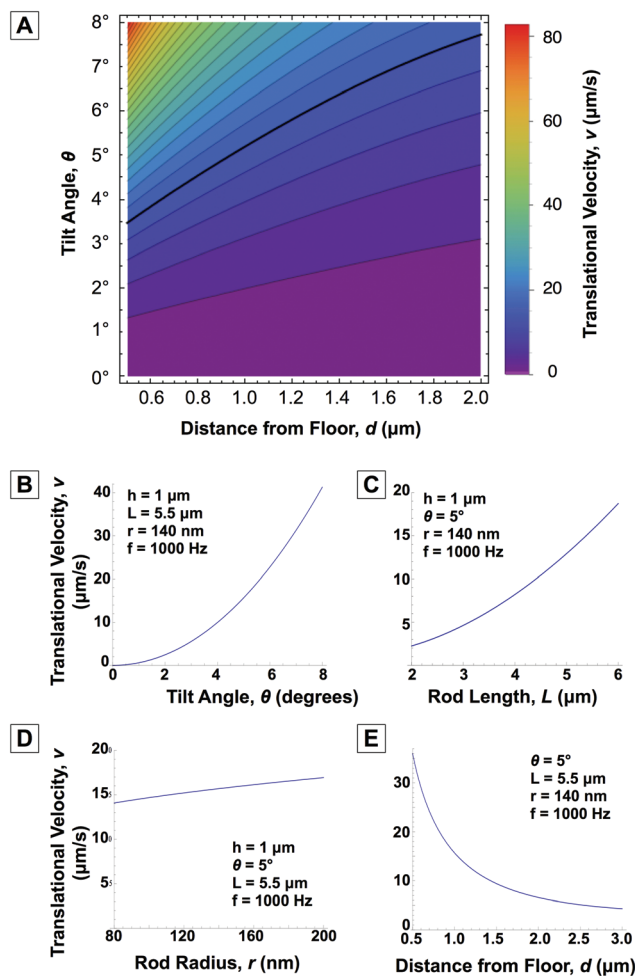 A
8°
7°
6°
5°
4°
3°
2°
1°
0°
Tilt Angle, θ
0.6 0.8 1.0 1.2 1.4 1.6 1.8 2.0
Distance from Floor, d (µm)
80
60
40
20
0
Translational Velocity, v (µm/s)
B
Translational Velocity, v
(µm/s)
40
30
20
10
0
h = 1 µm
L = 5.5 µm
r = 140 nm
f = 1000 Hz
0 2 4 6 8
Tilt Angle, θ (degrees)
C
20
15
10
5
h = 1 µm
θ = 5°
r = 140 nm
f = 1000 Hz
2 3 4 5 6
Rod Length, L (µm)
D
Translational Velocity, v
(µm/s)
20
15
10
5
h = 1 µm
θ = 5°
L = 5.5 µm
f = 1000 Hz
80 120 160 200
Rod Radius, r (nm)
E
30
20
10
0
θ = 5°
L = 5.5 µm
r = 140 nm
f = 1000 Hz
0.5 1.0 1.5 2.0 2.5 3.0
Distance from Floor, d (µm)